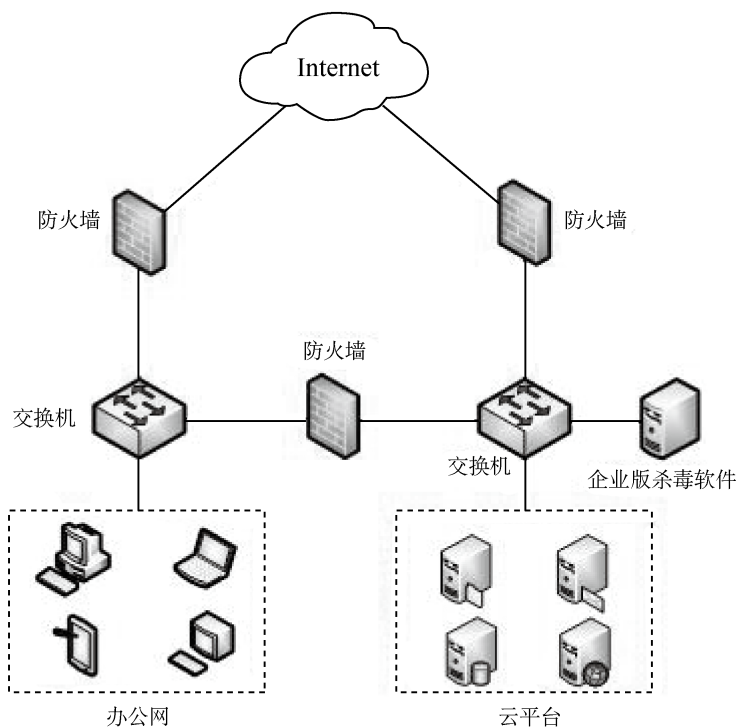 Internet
防火墙
防火墙
防火墙
交换机
交换机
企业版杀毒软件
办公网
云平台